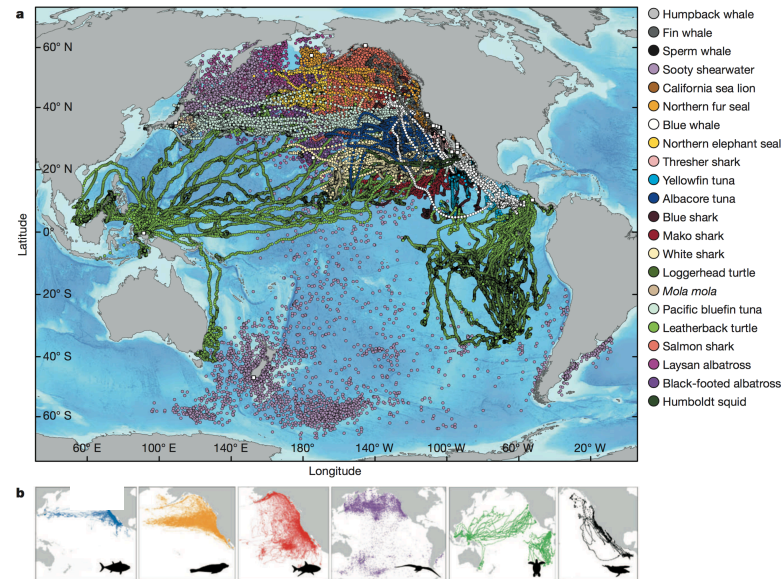 a
Humpback whale
Fin whale
Sperm whale
Sooty shearwater
California sea lion
Northern fur seal
Blue whale
Northern elephant seal
Thresher shark
Yellowfin tuna
Albacore tuna
Blue shark
Mako shark
White shark
Loggerhead turtle
Mola mola
Pacific bluefin tuna
Leatherback turtle
Salmon shark
Laysan albatross
Black-footed albatross
Humboldt squid
60° N
40° N
20° N
0°
20° S
40° S
60° S
Latitude
60° E
100° E
140° E
180°
140° W
100° W
60° W
20° W
Longitude
b